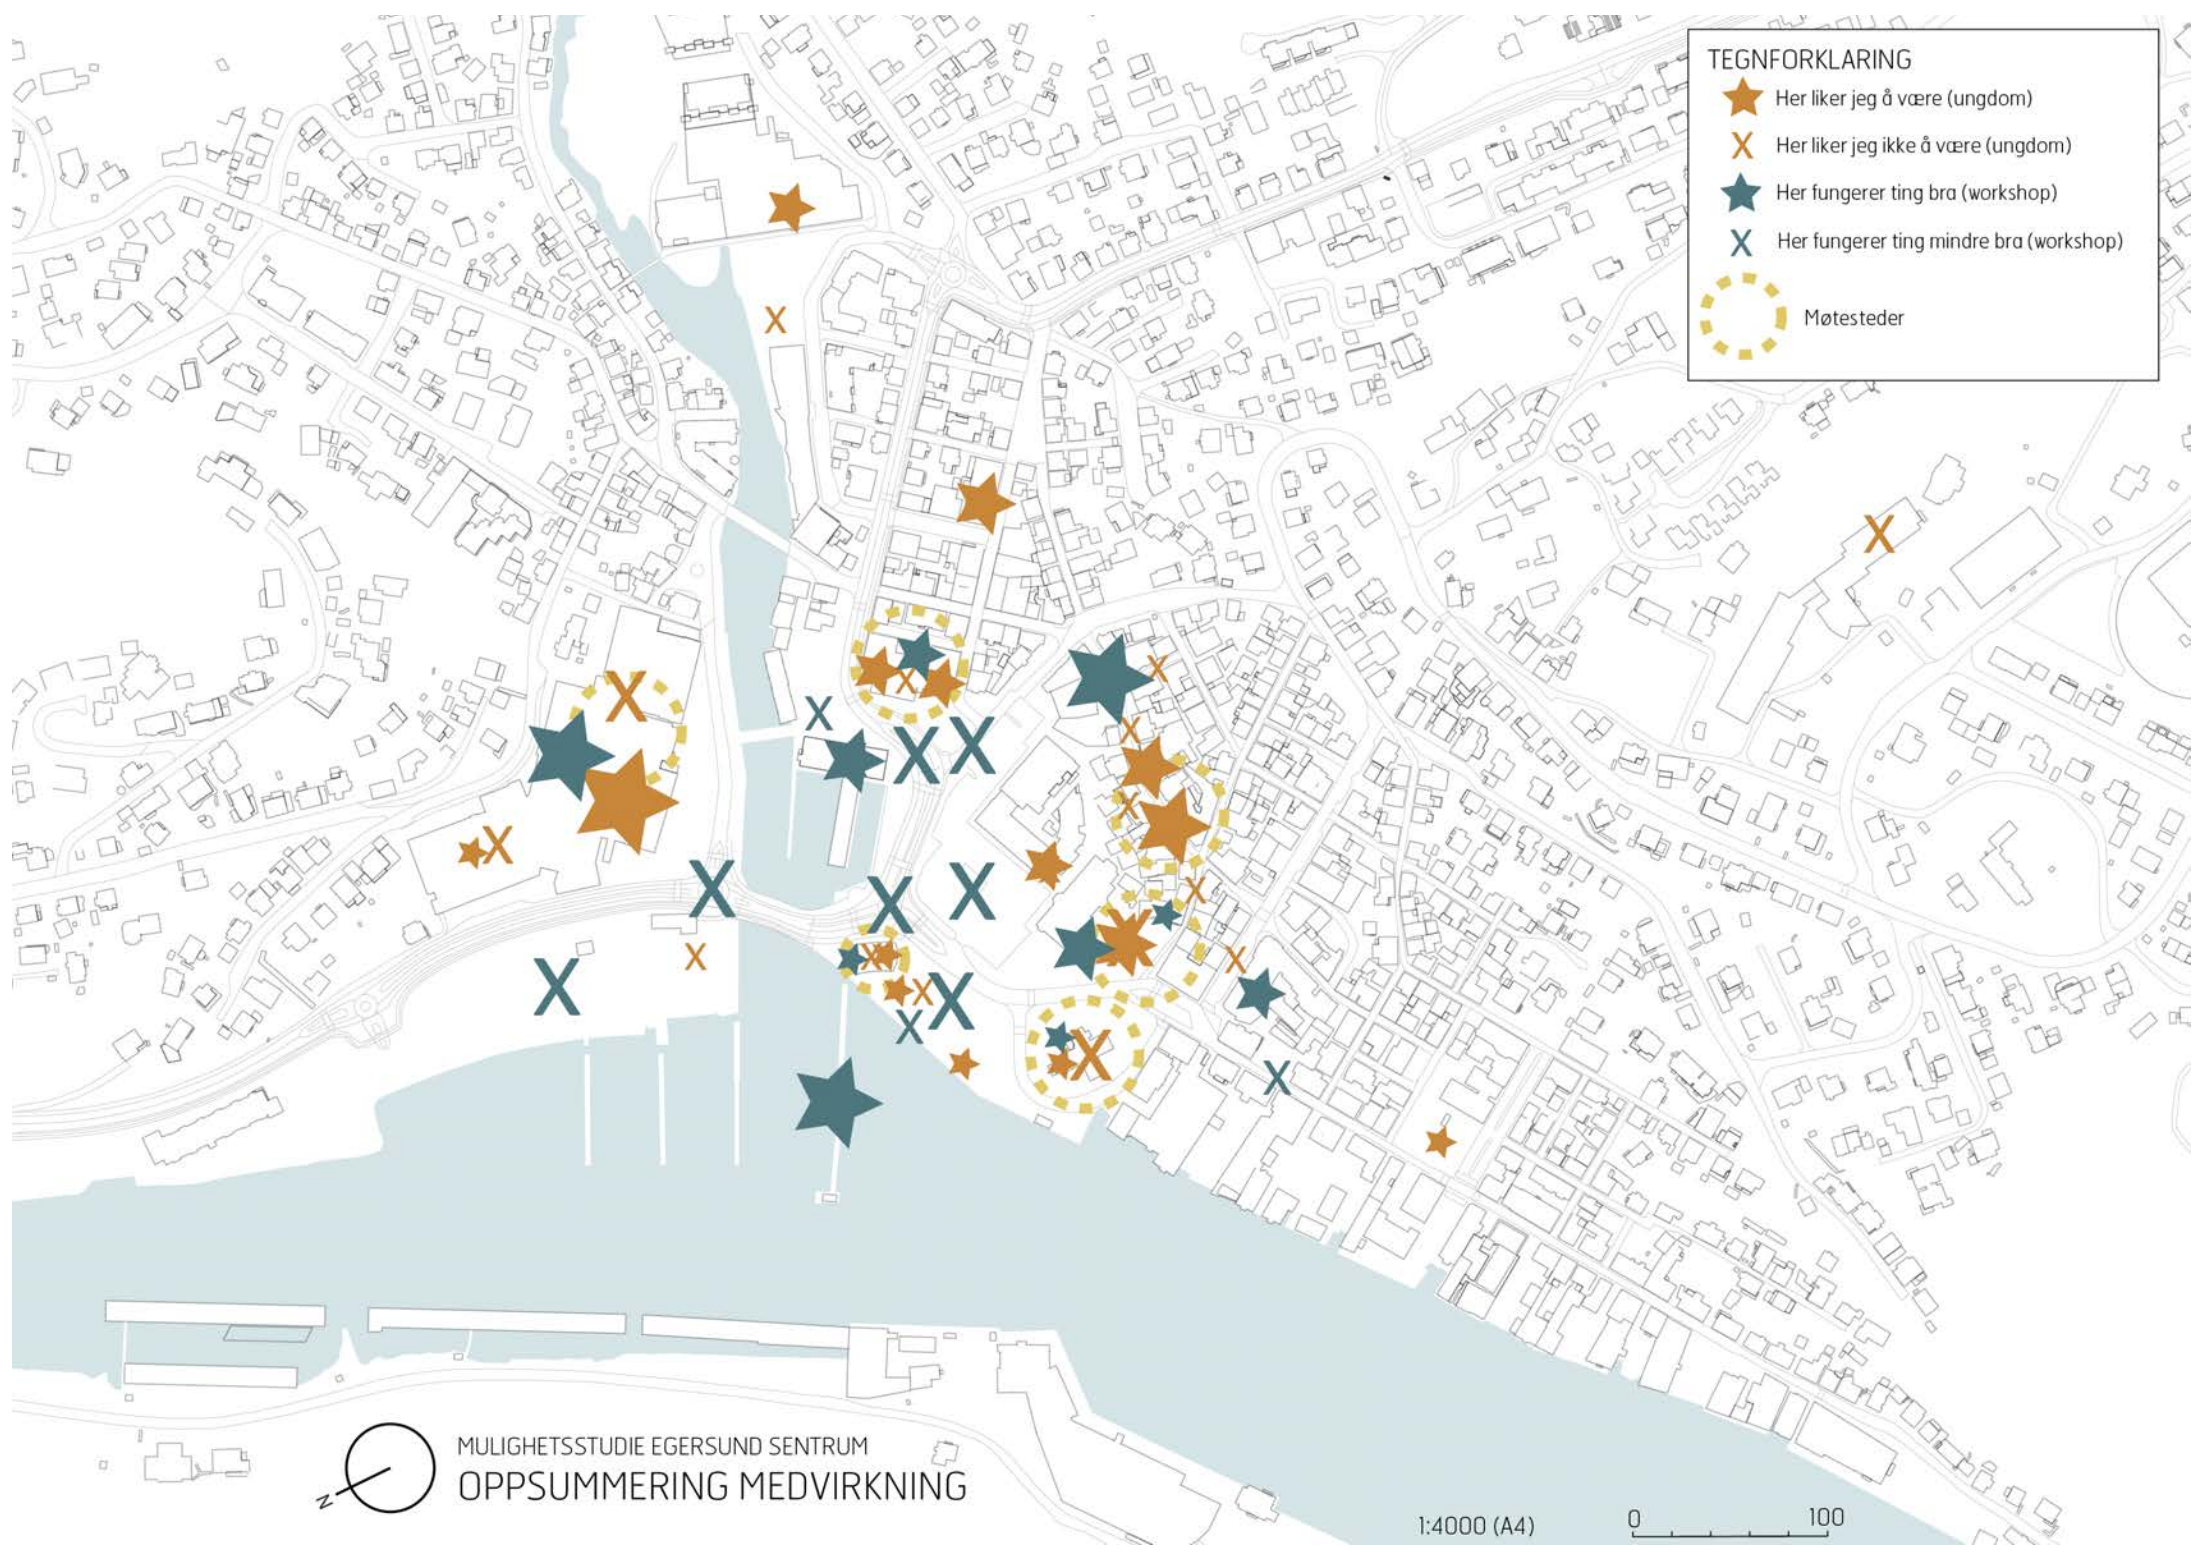 TEGNFORKLARING
Her liker jeg å være (ungdom)
Her liker jeg ikke å være (ungdom)
Her fungerer ting bra (workshop)
Her fungerer ting mindre bra (workshop)
Møtesteder
N
MULIGHETSSTUDIE EGERSUND SENTRUM
OPPSUMMERING MEDVIRKNING
1:4000 (A4)
0 100